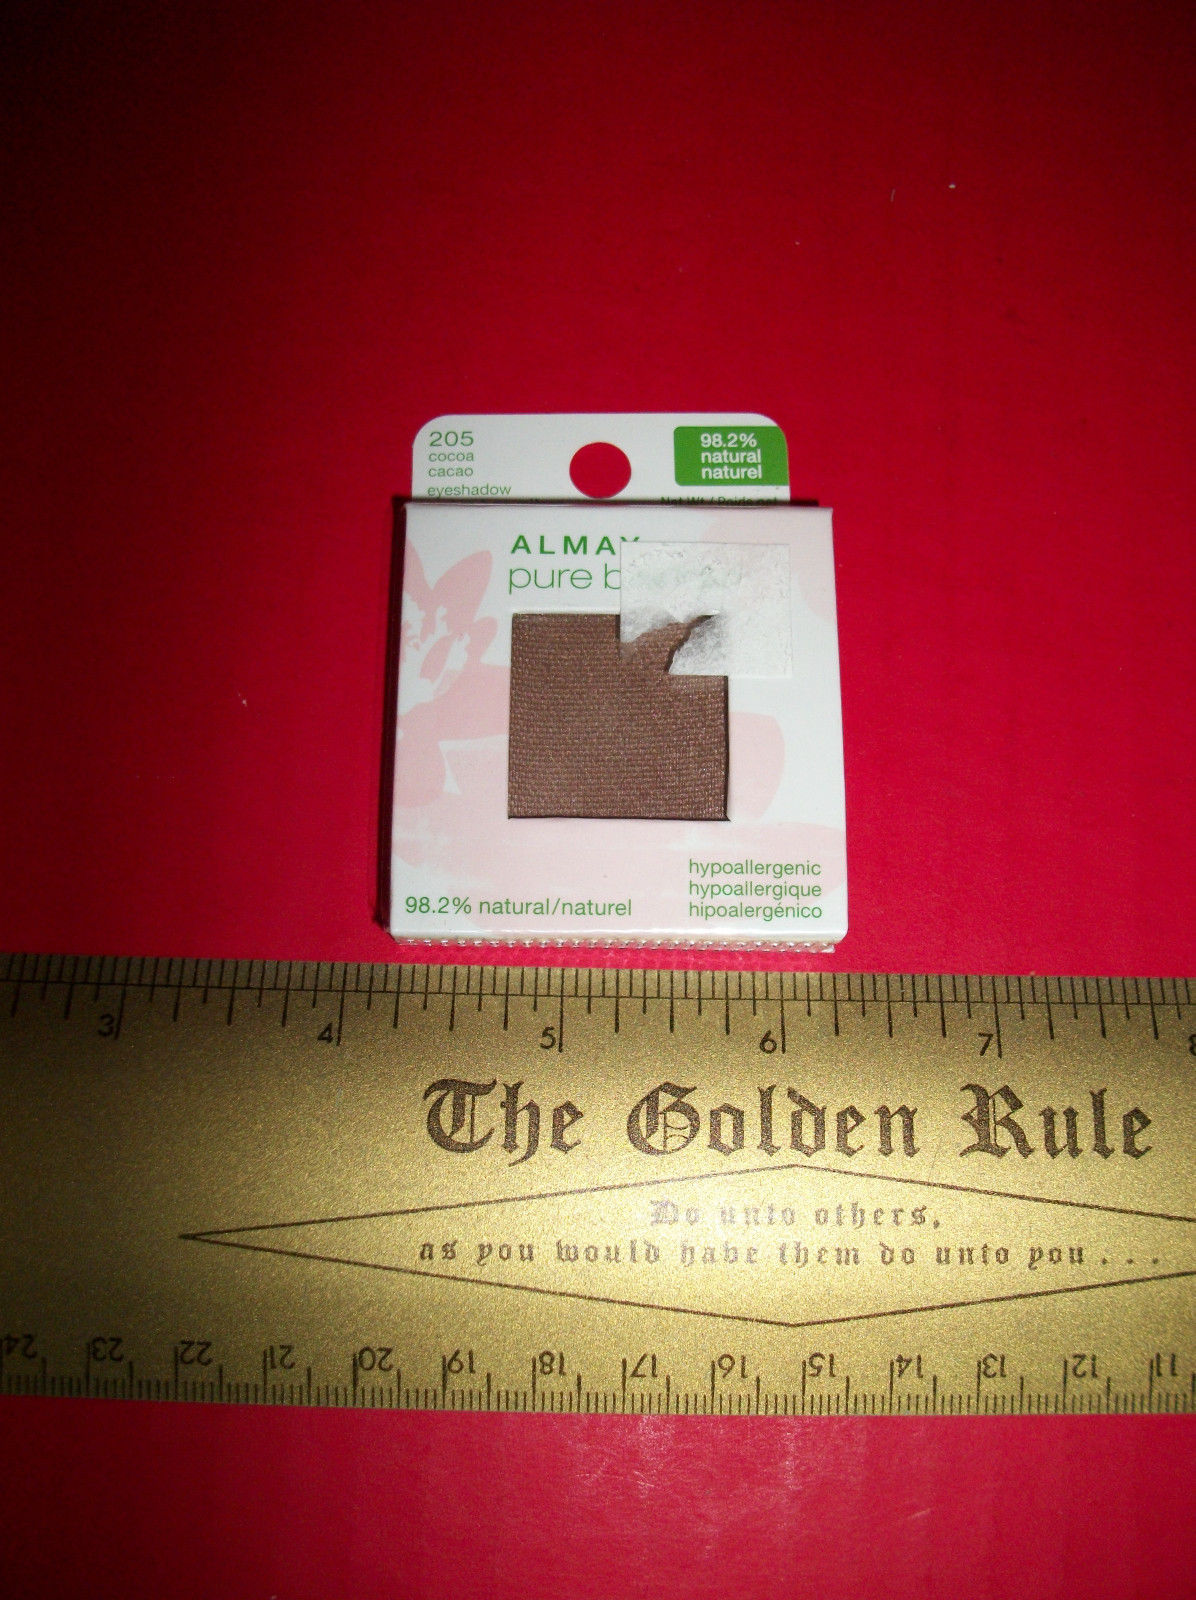 205
cocoa
cacao
eyeshadow
98.2%
natural
naturel
ALMAY
pure
98.2% natural/naturel
hypoallergenic
hypoallergique
hipoalergénico
3 4 5 6 7 8
The Golden Rule
Do unto others,
as you would have them do unto you...
24 23 22 21 20 19 18 17 16 15 14 13 12 11